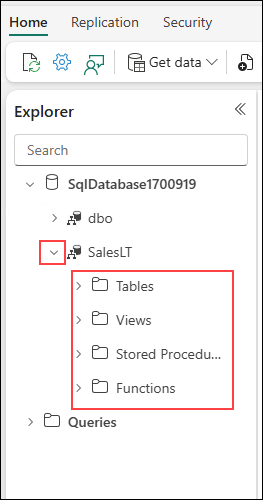 Home Replication Security
Get data
Explorer
Search
SqlDatabase1700919
dbo
SalesLT
Tables
Views
Stored Procedu...
Functions
Queries